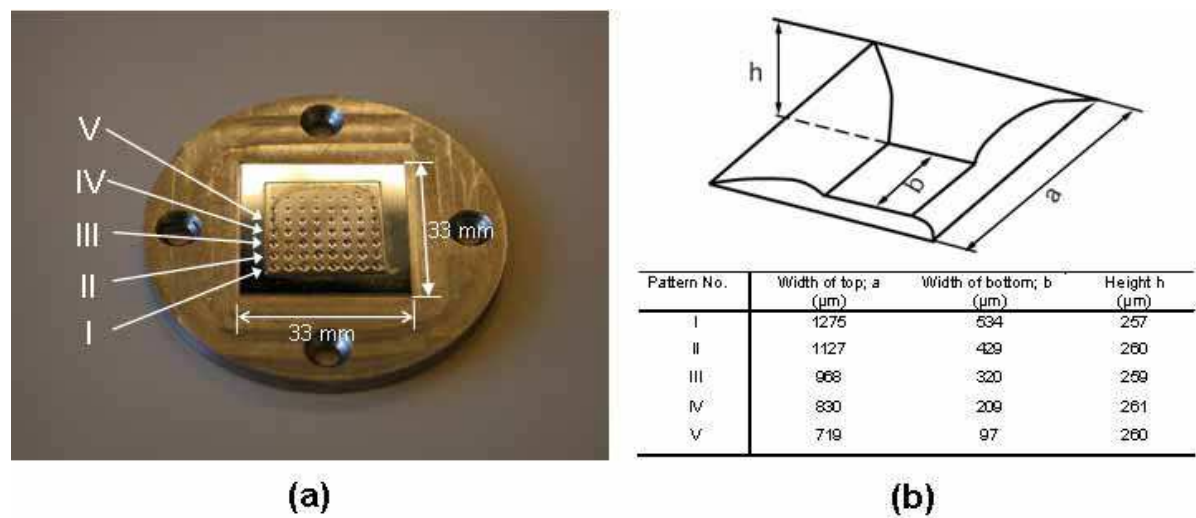 V
IV
III
II
I
33 mm
33 mm
(a)
h
b
a
Pattern No. Width of top; a (μm) Width of bottom; b (μm) Height h (μm)
I 1275 534 257
II 1127 429 260
III 968 320 259
IV 830 209 261
V 719 97 260
(b)